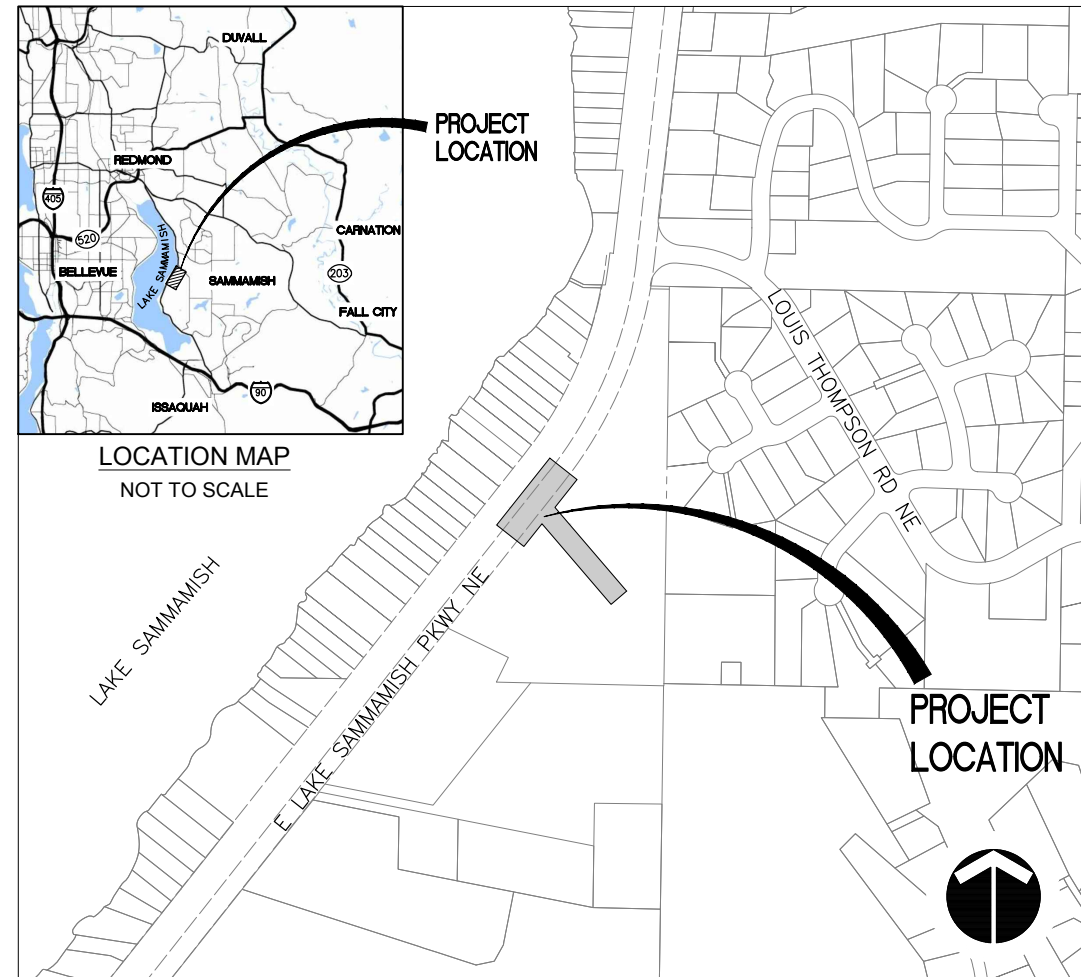 DUVALL
REDMOND
405
520
BELLEVUE
LAKE SAMMAMISH
SAMMAMISH
CARNATION
203
FALL CITY
90
ISSAQUAH
PROJECT
LOCATION
LOCATION MAP
NOT TO SCALE
LOUIS THOMPSON RD NE
LAKE SAMMAMISH
E LAKE SAMMAMISH PKWY NE
PROJECT
LOCATION